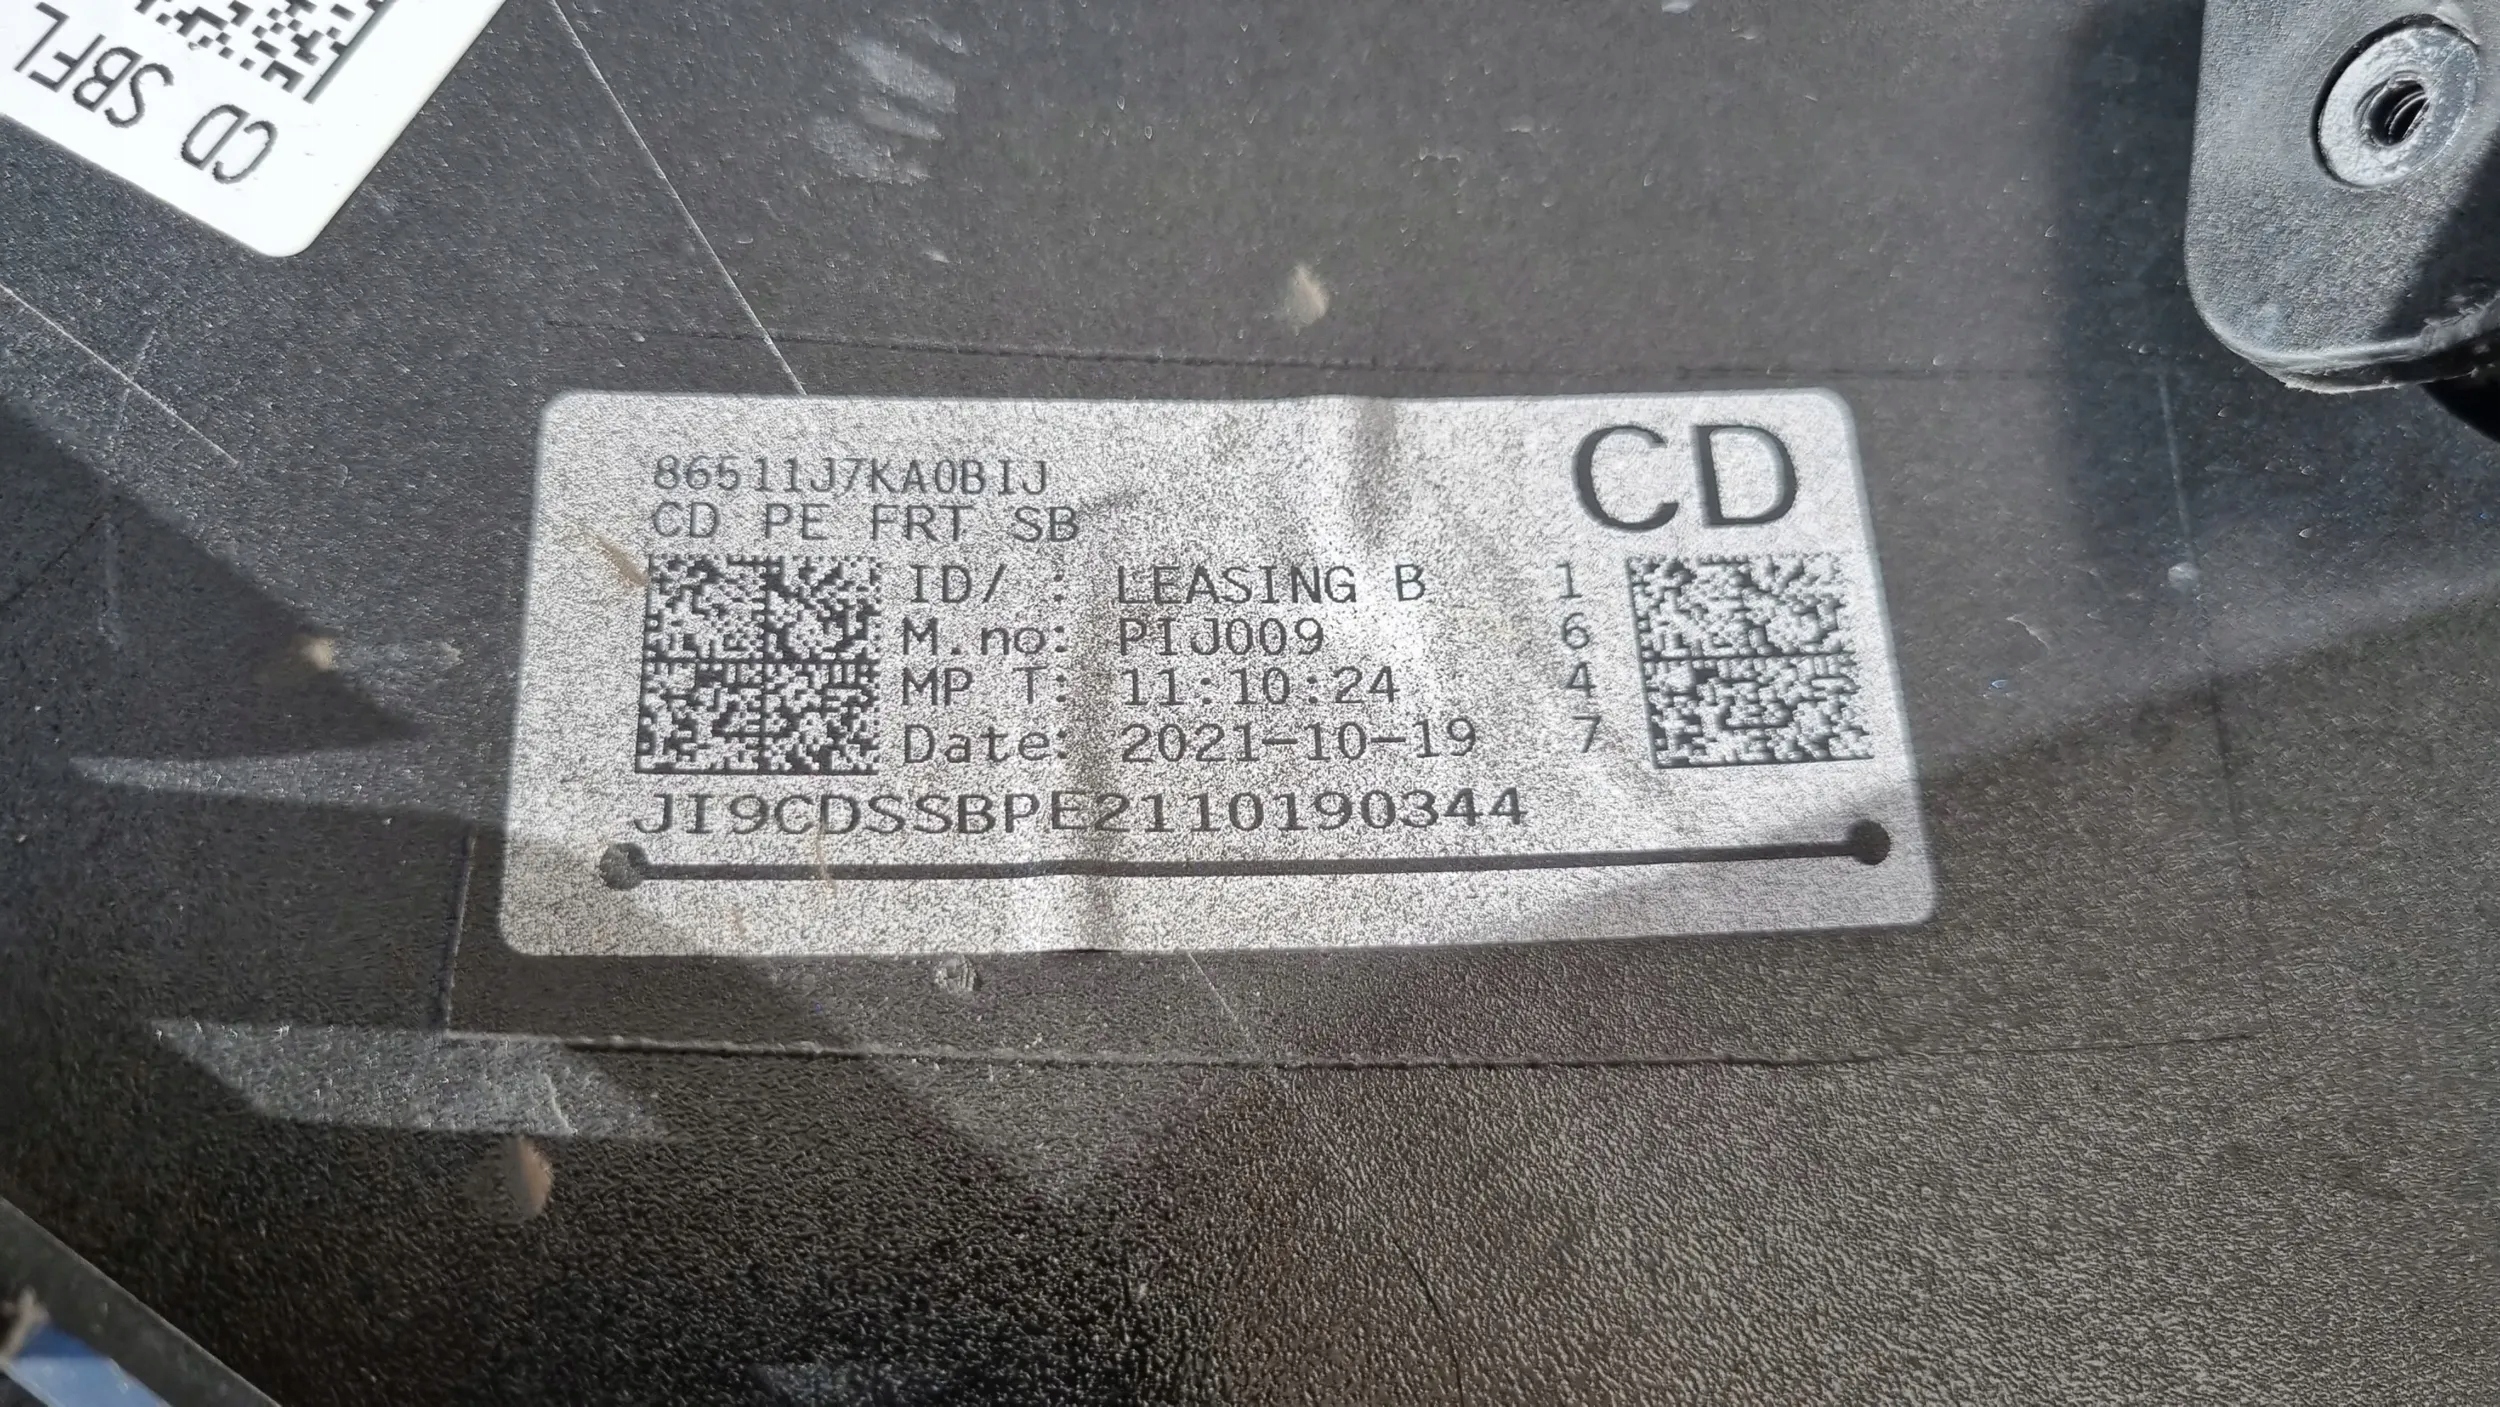 CD SBFL
CD
86511J7KA0BIJ
CD PE FRT SB
ID/ : LEASING B
M.no: PIJ009
MP T: 11:10:24
Date: 2021-10-19
1
6
4
7
JI9CDSSBPE2110190344